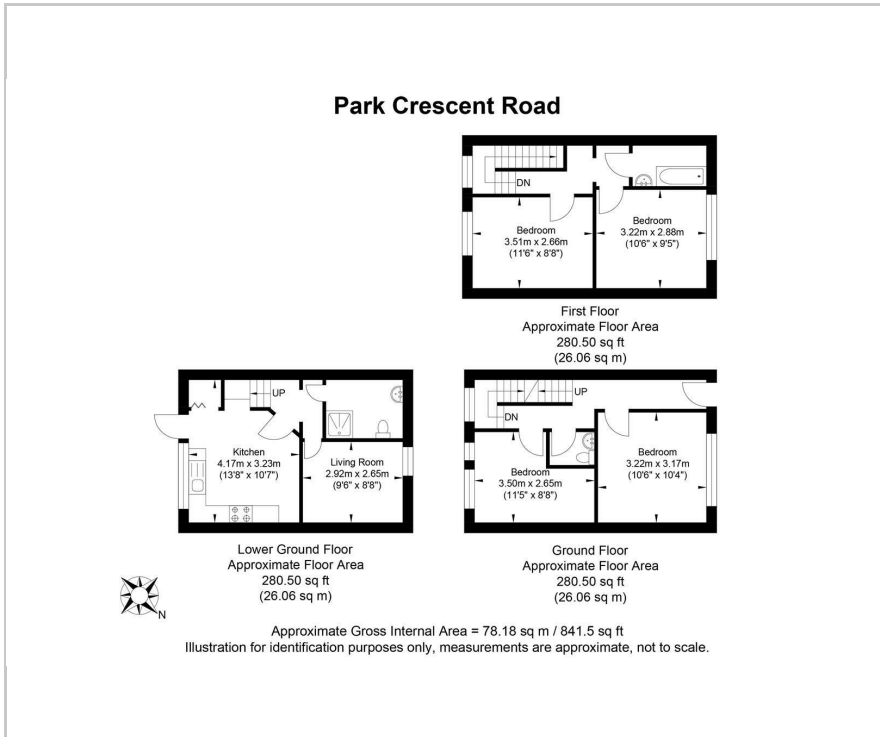 Park Crescent Road
DN
Bedroom
3.51m x 2.66m
(11'6" x 8'8")
Bedroom
3.22m x 2.88m
(10'6" x 9'5")
First Floor
Approximate Floor Area
280.50 sq ft
(26.06 sq m)
UP
Kitchen
4.17m x 3.23m
(13'8" x 10'7")
Living Room
2.92m x 2.65m
(9'6" x 8'8")
Lower Ground Floor
Approximate Floor Area
280.50 sq ft
(26.06 sq m)
UP
DN
Bedroom
3.50m x 2.65m
(11'5" x 8'8")
Bedroom
3.22m x 3.17m
(10'6" x 10'4")
Ground Floor
Approximate Floor Area
280.50 sq ft
(26.06 sq m)
N
Approximate Gross Internal Area = 78.18 sq m / 841.5 sq ft
Illustration for identification purposes only, measurements are approximate, not to scale.